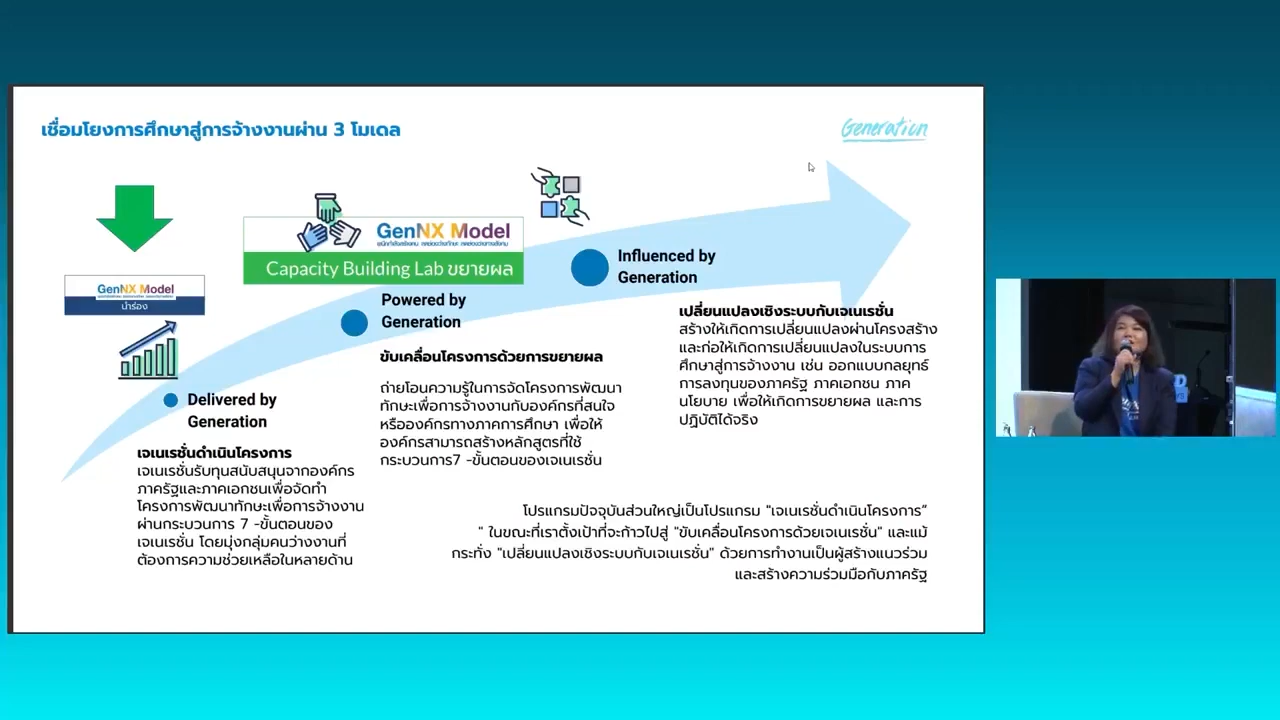 เชื่อมโยงการศึกษาสู่การจ้างงานผ่าน 3 โมเดล
Generation
GenNX Model
นำร่อง
GenNX Model
Capacity Building Lab ขยายผล
Delivered by
Generation
เจเนเรชั่นดำเนินโครงการ
เจเนเรชั่นรับทุนสนับสนุนจากองค์กร
ภาครัฐและภาคเอกชนเพื่อจัดทำ
โครงการพัฒนาทักษะเพื่อการจ้างงาน
ผ่านกระบวนการ 7 -ขั้นตอนของ
เจเนเรชั่น โดยมุ่งกลุ่มคนว่างงานที่
ต้องการความช่วยเหลือในหลายด้าน
Powered by
Generation
ขับเคลื่อนโครงการด้วยการขยายผล
ถ่ายโอนความรู้ในการจัดโครงการพัฒนา
ทักษะเพื่อการจ้างงานกับองค์กรที่สนใจ
หรือองค์กรทางภาคการศึกษา เพื่อให้
องค์กรสามารถสร้างหลักสูตรที่ใช้
กระบวนการ7 -ขั้นตอนของเจเนเรชั่น
Influenced by
Generation
เปลี่ยนแปลงเชิงระบบกับเจเนเรชั่น
สร้างให้เกิดการเปลี่ยนแปลงผ่านโครงสร้าง
และก่อให้เกิดการเปลี่ยนแปลงในระบบการ
ศึกษาสู่การจ้างงาน เช่น ออกแบบกลยุทธ์
การลงทุนของภาครัฐ ภาคเอกชน ภาค
นโยบาย เพื่อให้เกิดการขยายผล และการ
ปฏิบัติได้จริง
โปรแกรมปัจจุบันส่วนใหญ่เป็นโปรแกรม "เจเนเรชั่นดำเนินโครงการ"
" ในขณะที่เราตั้งเป้าที่จะก้าวไปสู่ "ขับเคลื่อนโครงการด้วยเจเนเรชั่น" และแม้
กระทั่ง "เปลี่ยนแปลงเชิงระบบกับเจเนเรชั่น" ด้วยการทำงานเป็นผู้สร้างแนวร่วม
และสร้างความร่วมมือกับภาครัฐ